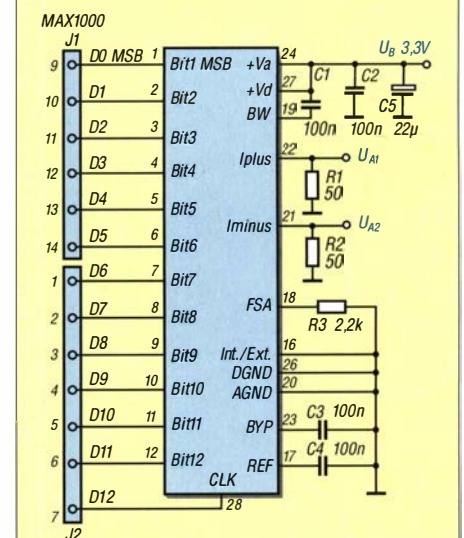 MAX1000
J1
9 D0 MSB 1 Bit1 MSB +Va 24 U_B 3,3V
+Vd 27 C1 C2
BW 19 100n 100n C5 22µ
10 D1 2 Bit2
11 D2 3 Bit3
12 D3 4 Bit4 Iplus 22 U_A1
R1 50
13 D4 5 Bit5
14 D5 6 Bit6 Iminus 21 U_A2
R2 50
1 D6 7 Bit7
2 D7 8 Bit8 FSA 18 R3 2,2k
3 D8 9 Bit9 Int./Ext. 16
DGND 26
4 D9 10 Bit10 AGND 20
5 D10 11 Bit11 BYP 23 C3 100n
6 D11 12 Bit12 REF 17 C4 100n
CLK
7 D12 28
J2